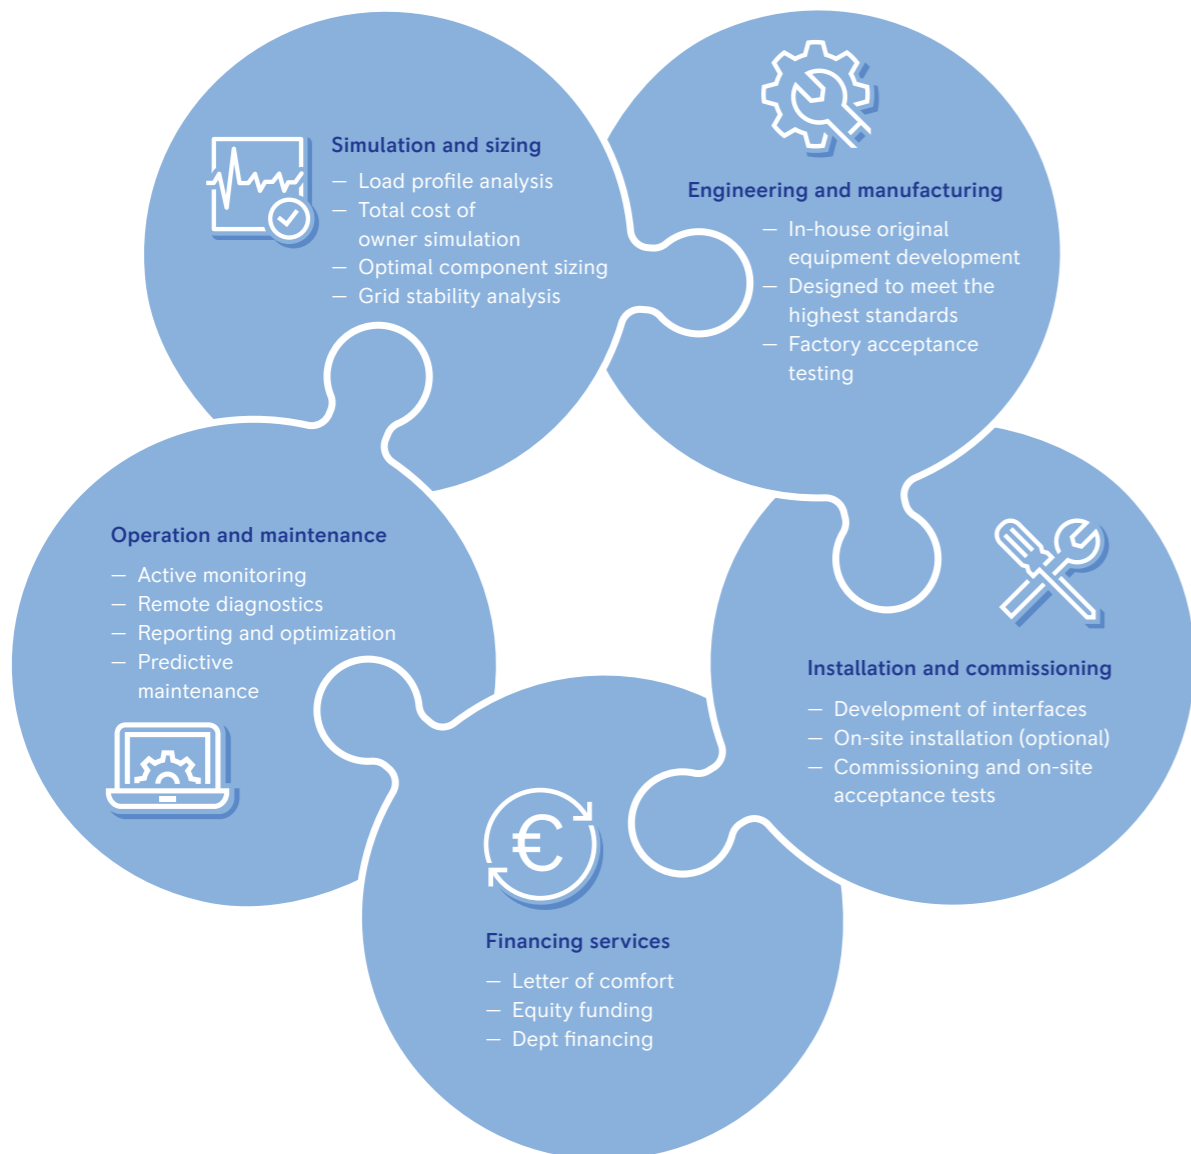 Simulation and sizing
— Load profile analysis
— Total cost of
owner simulation
— Optimal component sizing
— Grid stability analysis
Engineering and manufacturing
— In-house original
equipment development
— Designed to meet the
highest standards
— Factory acceptance
testing
Operation and maintenance
— Active monitoring
— Remote diagnostics
— Reporting and optimization
— Predictive
maintenance
Installation and commissioning
— Development of interfaces
— On-site installation (optional)
— Commissioning and on-site
acceptance tests
€
Financing services
— Letter of comfort
— Equity funding
— Dept financing